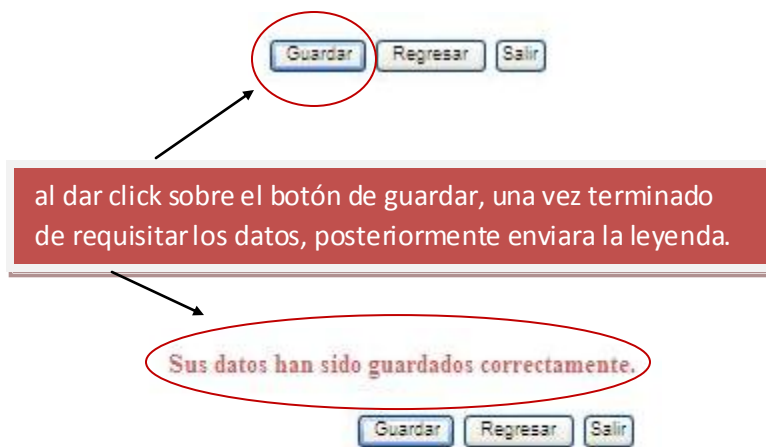 Guardar Regresar Salir
al dar click sobre el botón de guardar, una vez terminado
de requisitar los datos, posteriormente enviara la leyenda.
Sus datos han sido guardados correctamente.
Guardar Regresar Salir